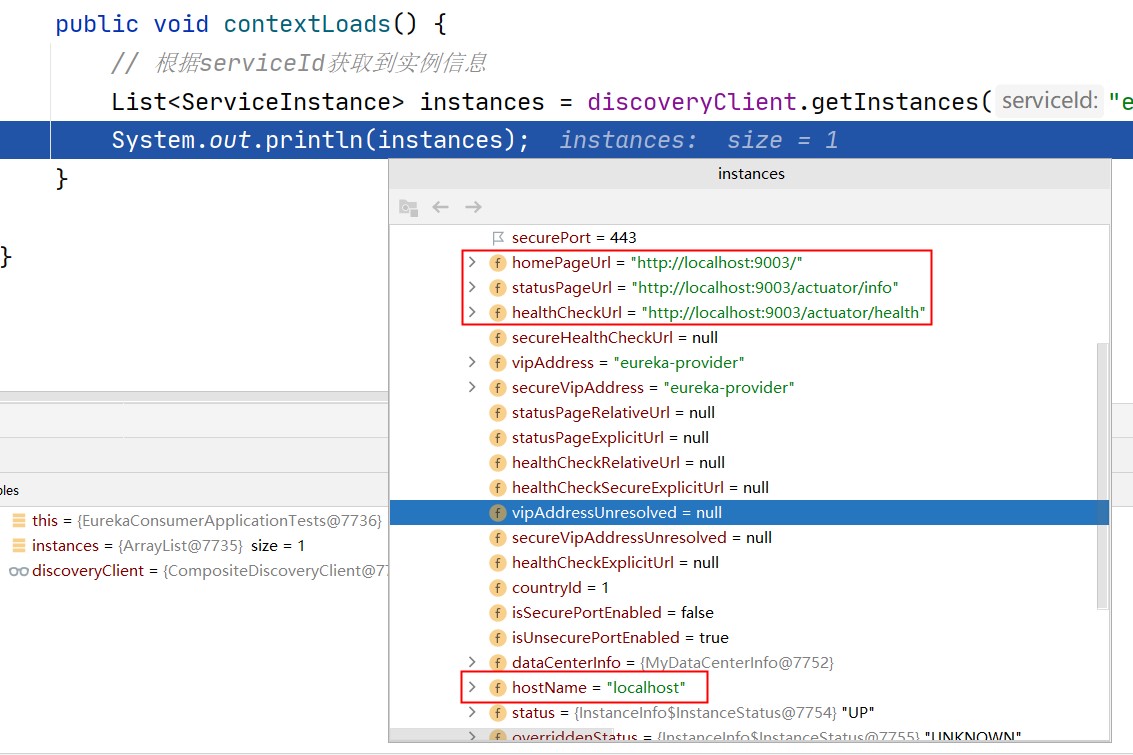 public void contextLoads() {
// 根据serviceId获取到实例信息
List<ServiceInstance> instances = discoveryClient.getInstances( serviceId: "e
System.out.println(instances);  instances:  size = 1
}
}
instances
securePort = 443
homePageUrl = "http://localhost:9003/"
statusPageUrl = "http://localhost:9003/actuator/info"
healthCheckUrl = "http://localhost:9003/actuator/health"
secureHealthCheckUrl = null
vipAddress = "eureka-provider"
secureVipAddress = "eureka-provider"
statusPageRelativeUrl = null
statusPageExplicitUrl = null
healthCheckRelativeUrl = null
healthCheckSecureExplicitUrl = null
vipAddressUnresolved = null
secureVipAddressUnresolved = null
healthCheckExplicitUrl = null
countryId = 1
isSecurePortEnabled = false
isUnsecurePortEnabled = true
dataCenterInfo = {MyDataCenterInfo@7752}
hostName = "localhost"
status = {InstanceInfo$InstanceStatus@7754} "UP"
overriddenStatus = {InstanceInfo$InstanceStatus@7755} "UNKNOWN"
oles
this = {EurekaConsumerApplicationTests@7736}
instances = {ArrayList@7735} size = 1
discoveryClient = {CompositeDiscoveryClient@77